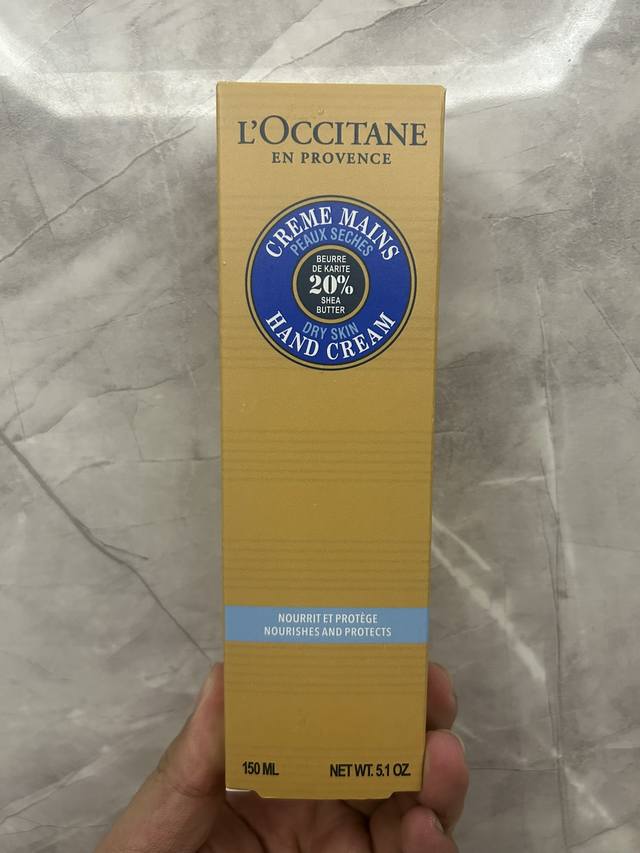 L'OCCITANE
EN PROVENCE
CREME MAINS
PEAUX SECHES
BEURRE
DE KARITE
20%
SHEA
BUTTER
DRY SKIN
HAND CREAM
NOURRIT ET PROTÈGE
NOURISHES AND PROTECTS
150 ML NET WT. 5.1 OZ.